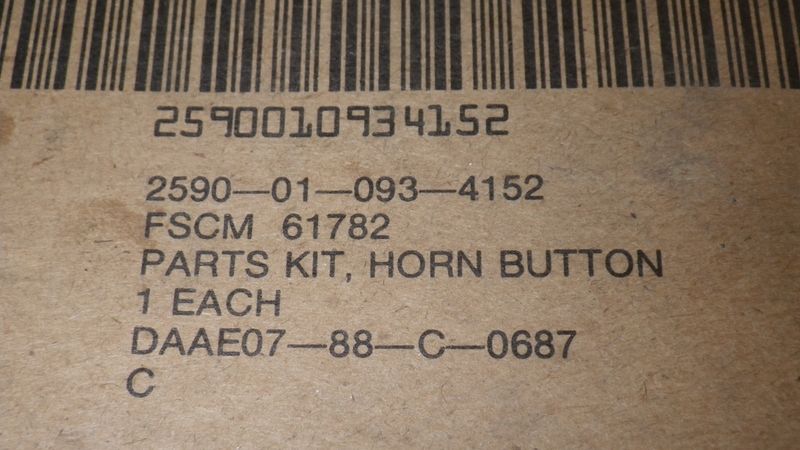 2590010934152
2590—01—093—4152
FSCM 61782
PARTS KIT, HORN BUTTON
1 EACH
DAAE07—88—C—0687
C